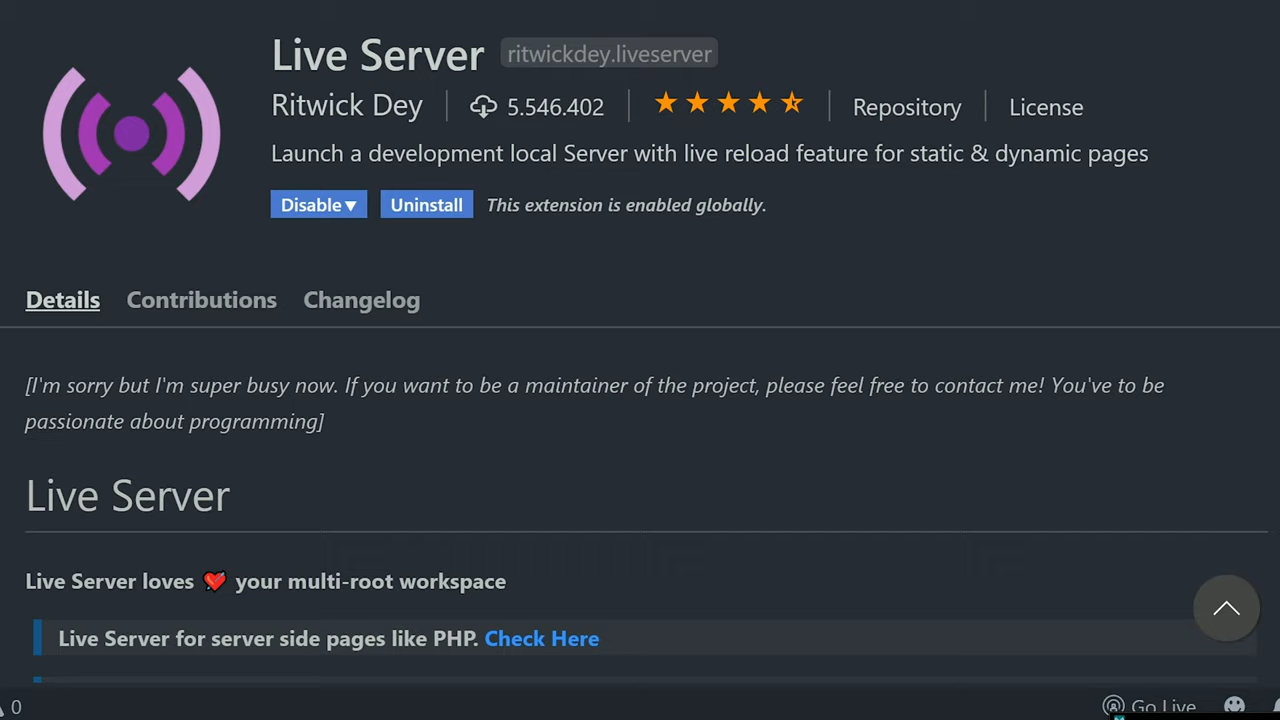 Live Server ritwickdey.liveserver
Ritwick Dey 5.546.402 Repository License
Launch a development local Server with live reload feature for static & dynamic pages
Disable▼ Uninstall This extension is enabled globally.
Details Contributions Changelog
[I'm sorry but I'm super busy now. If you want to be a maintainer of the project, please feel free to contact me! You've to be
passionate about programming]
Live Server
Live Server loves 💘 your multi-root workspace
Live Server for server side pages like PHP. Check Here
0 Go Live